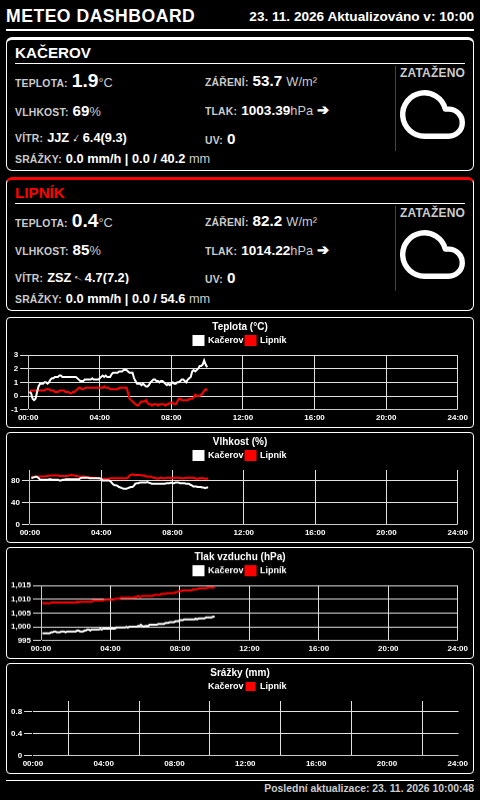 METEO DASHBOARD 23. 11. 2026 Aktualizováno v: 10:00
KAČEROV
TEPLOTA: 1.9°C ZÁŘENÍ: 53.7 W/m² ZATAŽENO
VLHKOST: 69% TLAK: 1003.39hPa ➔
VÍTR: JJZ ↓ 6.4(9.3) UV: 0
SRÁŽKY: 0.0 mm/h | 0.0 / 40.2 mm
LIPNÍK
TEPLOTA: 0.4°C ZÁŘENÍ: 82.2 W/m² ZATAŽENO
VLHKOST: 85% TLAK: 1014.22hPa ➔
VÍTR: ZSZ ↓ 4.7(7.2) UV: 0
SRÁŽKY: 0.0 mm/h | 0.0 / 54.6 mm
Teplota (°C)
Kačerov Lipník
3
2
1
0
-1
00:00 04:00 08:00 12:00 16:00 20:00 24:00
Vlhkost (%)
Kačerov Lipník
80
40
0
00:00 04:00 08:00 12:00 16:00 20:00 24:00
Tlak vzduchu (hPa)
Kačerov Lipník
1,015
1,010
1,005
1,000
995
00:00 04:00 08:00 12:00 16:00 20:00 24:00
Srážky (mm)
Kačerov Lipník
0.8
0.4
0
00:00 04:00 08:00 12:00 16:00 20:00 24:00
Poslední aktualizace: 23. 11. 2026 10:00:48